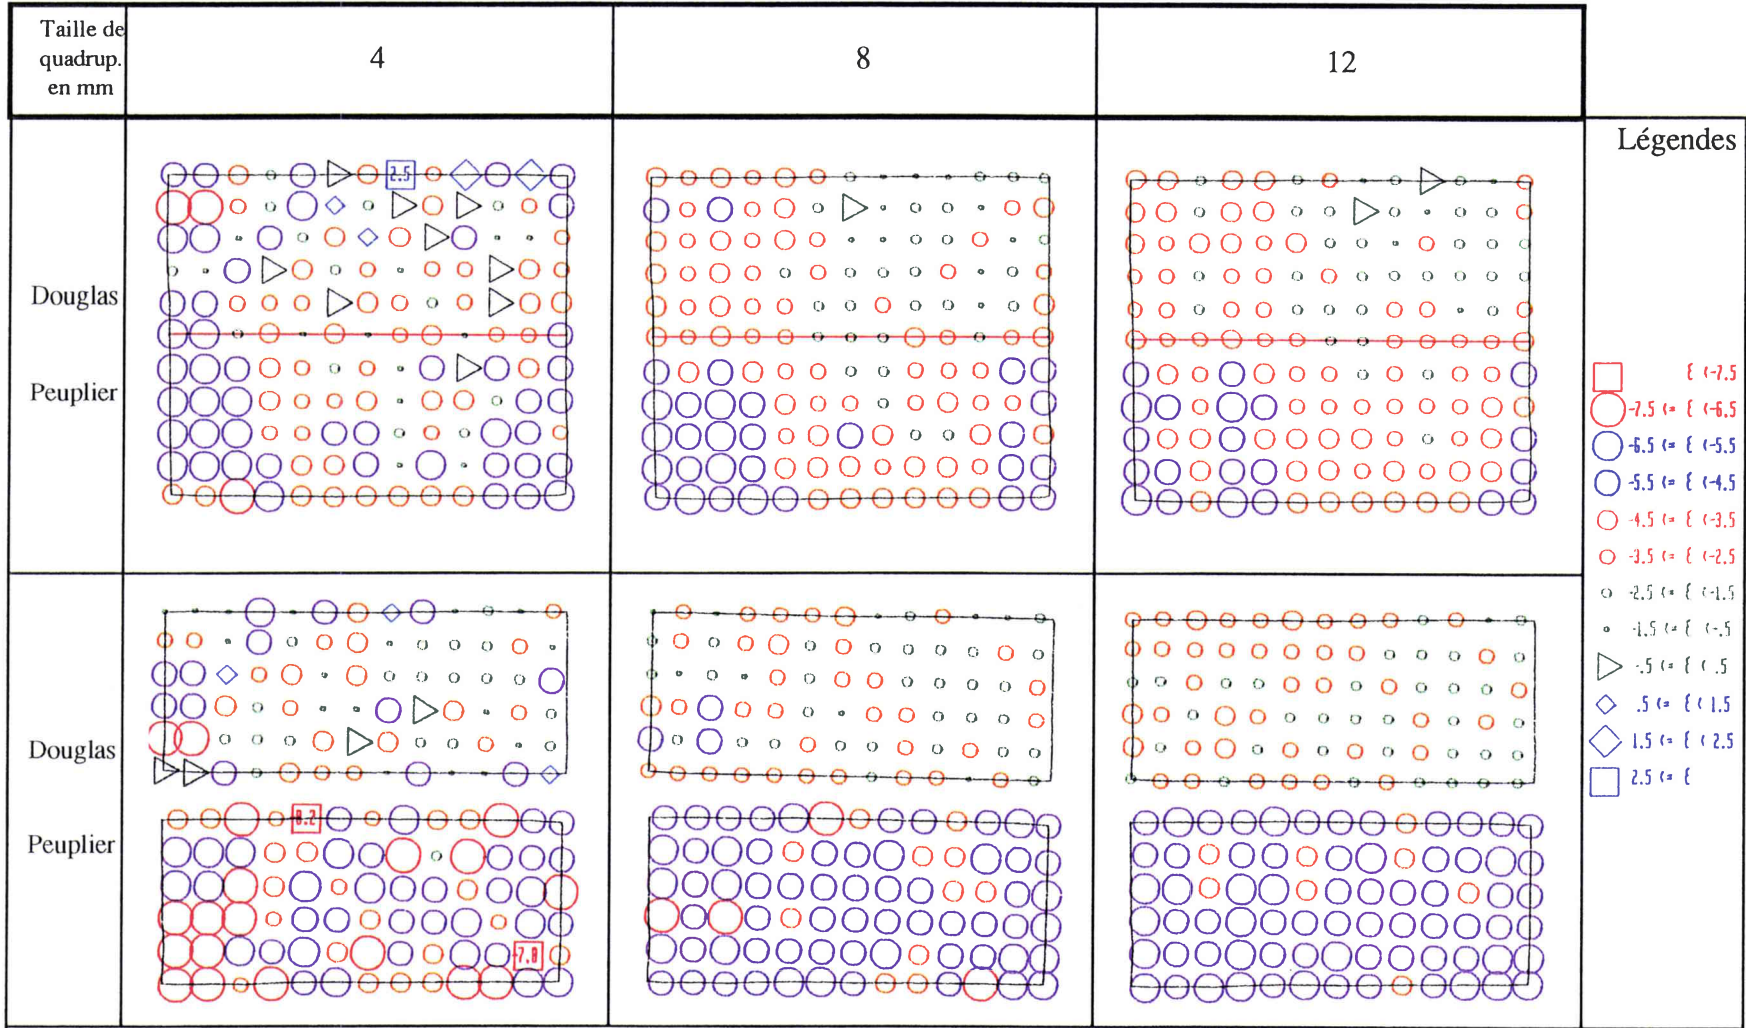 Taille de
quadrup.
en mm
4
8
12
Légendes
Douglas
Peuplier
2.5
Douglas
Peuplier
8.2
-7.8
ℰ <-7.5
-7.5 <= ℰ <-6.5
-6.5 <= ℰ <-5.5
-5.5 <= ℰ <-4.5
-4.5 <= ℰ <-3.5
-3.5 <= ℰ <-2.5
-2.5 <= ℰ <-1.5
-1.5 <= ℰ <-.5
-.5 <= ℰ < .5
.5 <= ℰ < 1.5
1.5 <= ℰ < 2.5
2.5 <= ℰ